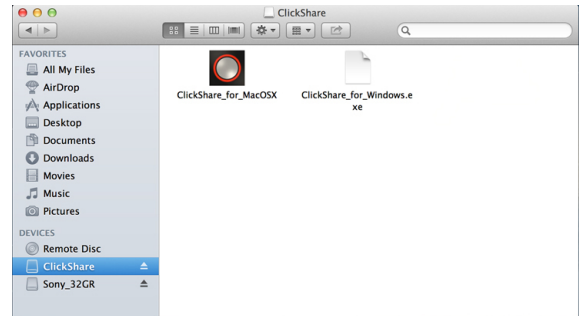 ClickShare
FAVORITES
All My Files
AirDrop
Applications
Desktop
Documents
Downloads
Movies
Music
Pictures
DEVICES
Remote Disc
ClickShare
Sony_32GR
ClickShare_for_MacOSX
ClickShare_for_Windows.e
xe